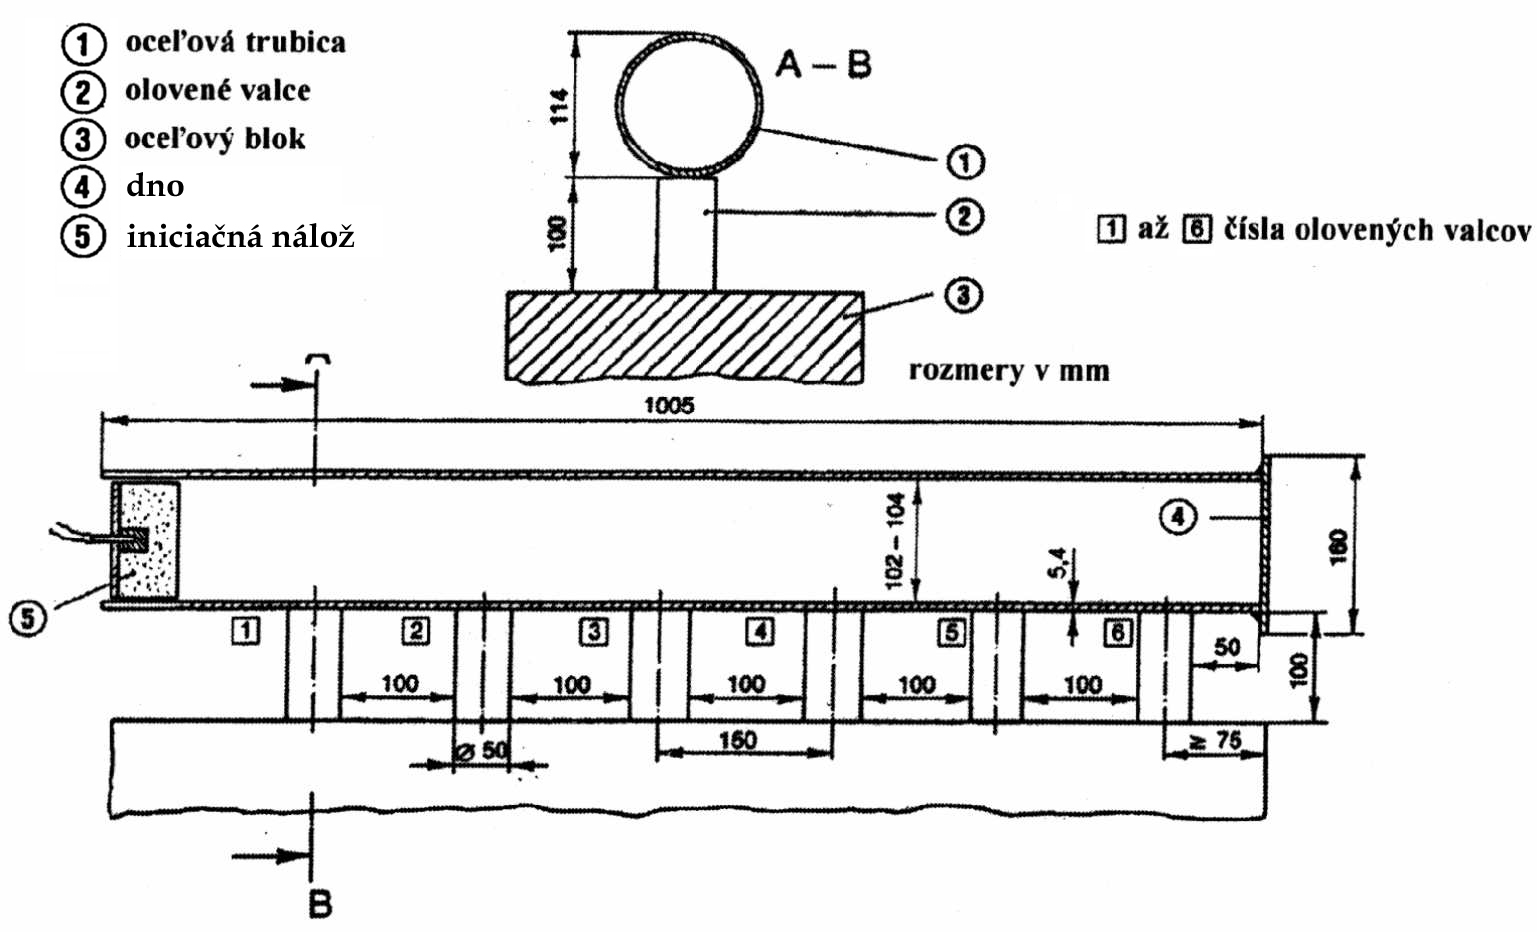 1 oceľová trubica
2 olovené valce
3 oceľový blok
4 dno
5 iniciačná nálož
A – B
114
100
1
2
3
1 až 6 čísla olovených valcov
rozmery v mm
1005
102 – 104
5,4
4
160
5
1 2 3 4 5 6
100 100 100 100 100
50
100
Ø 50
150
≥ 75
B